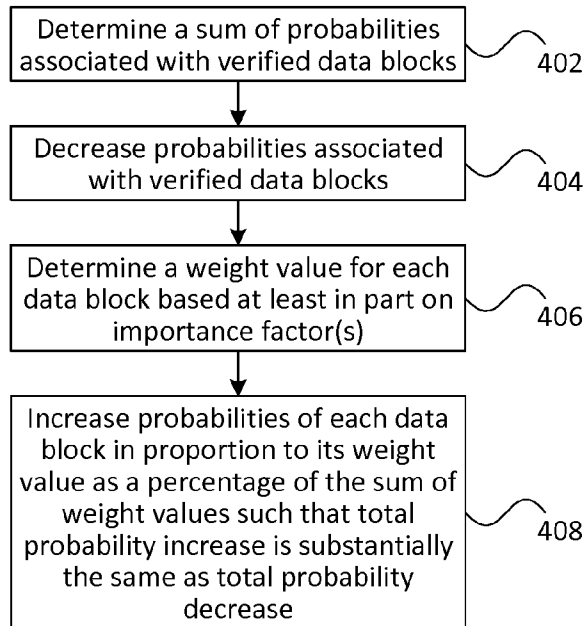 Determine a sum of probabilities
associated with verified data blocks
402
Decrease probabilities associated
with verified data blocks
404
Determine a weight value for each
data block based at least in part on
importance factor(s)
406
Increase probabilities of each data
block in proportion to its weight
value as a percentage of the sum of
weight values such that total
probability increase is substantially
the same as total probability
decrease
408